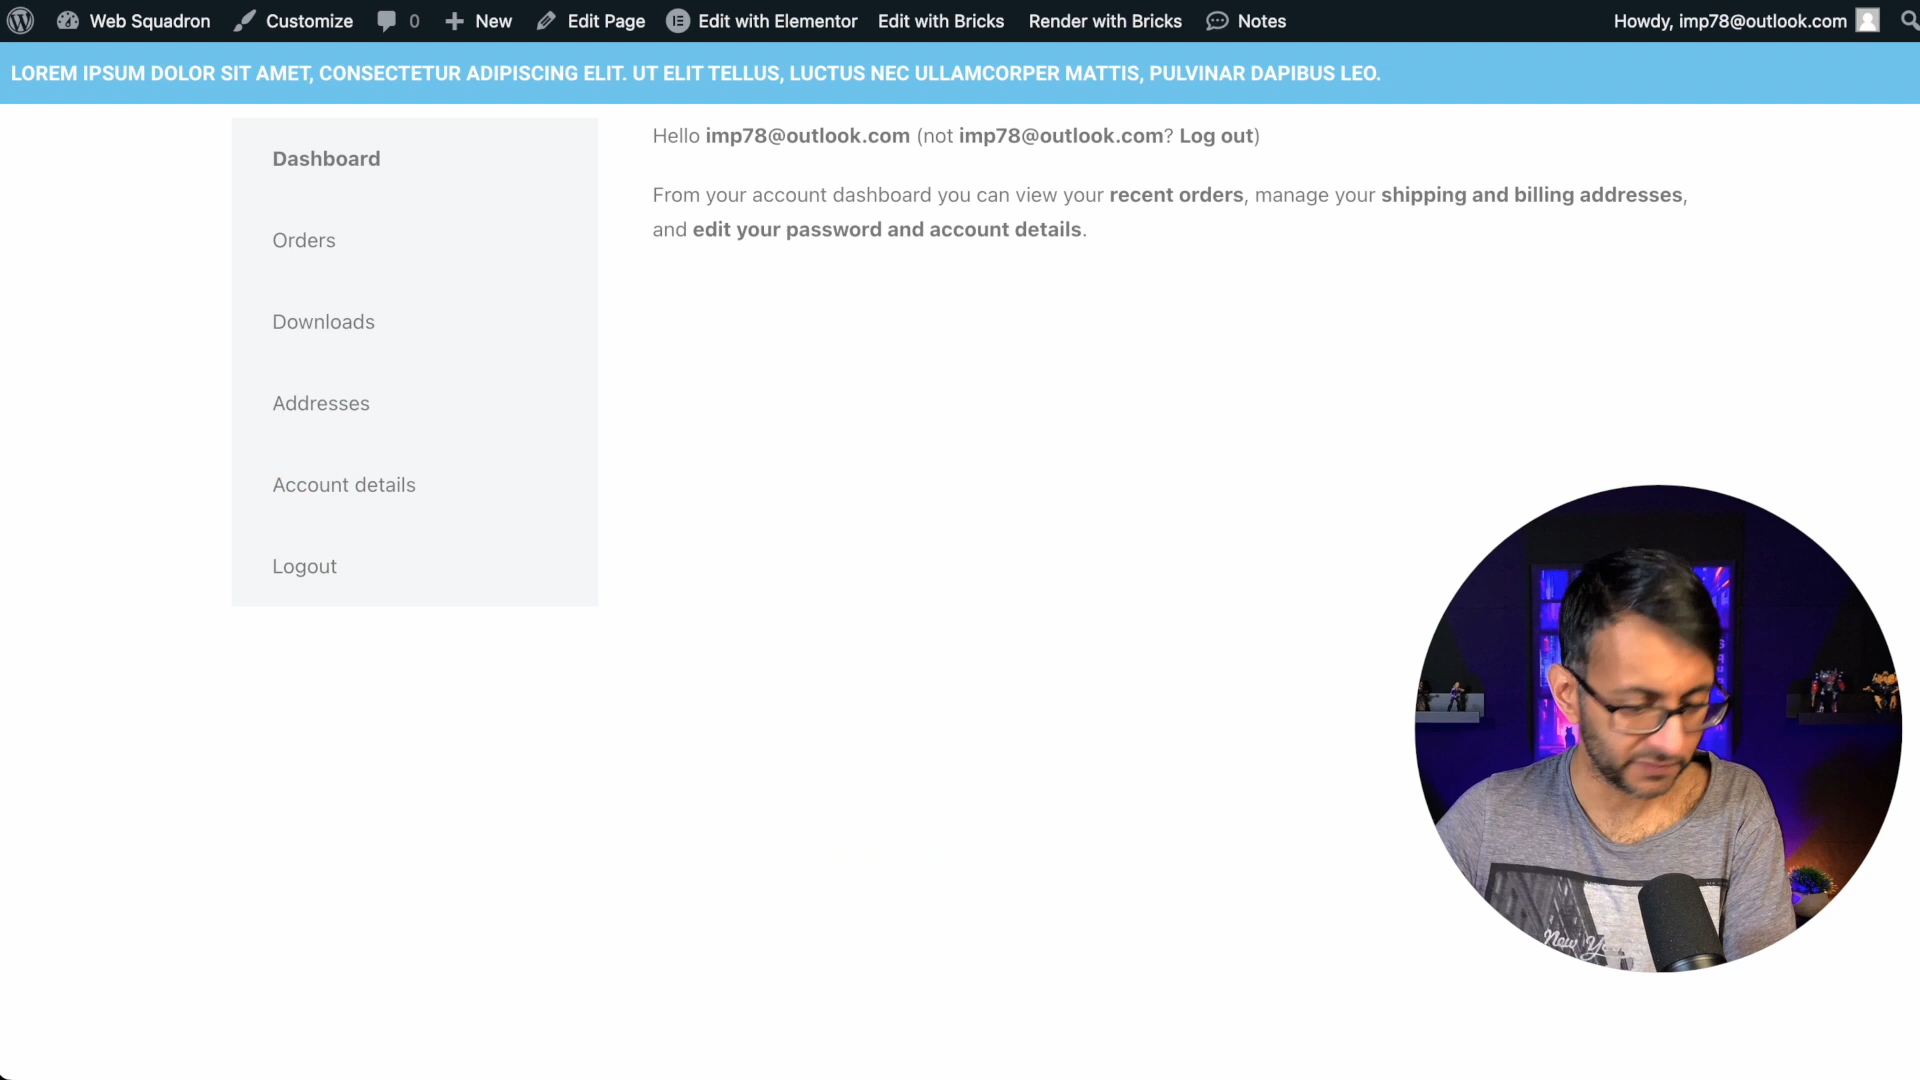 Web Squadron Customize 0 New Edit Page Edit with Elementor Edit with Bricks Render with Bricks Notes Howdy, imp78@outlook.com
LOREM IPSUM DOLOR SIT AMET, CONSECTETUR ADIPISCING ELIT. UT ELIT TELLUS, LUCTUS NEC ULLAMCORPER MATTIS, PULVINAR DAPIBUS LEO.
Dashboard
Orders
Downloads
Addresses
Account details
Logout
Hello imp78@outlook.com (not imp78@outlook.com? Log out)
From your account dashboard you can view your recent orders, manage your shipping and billing addresses,
and edit your password and account details.
New